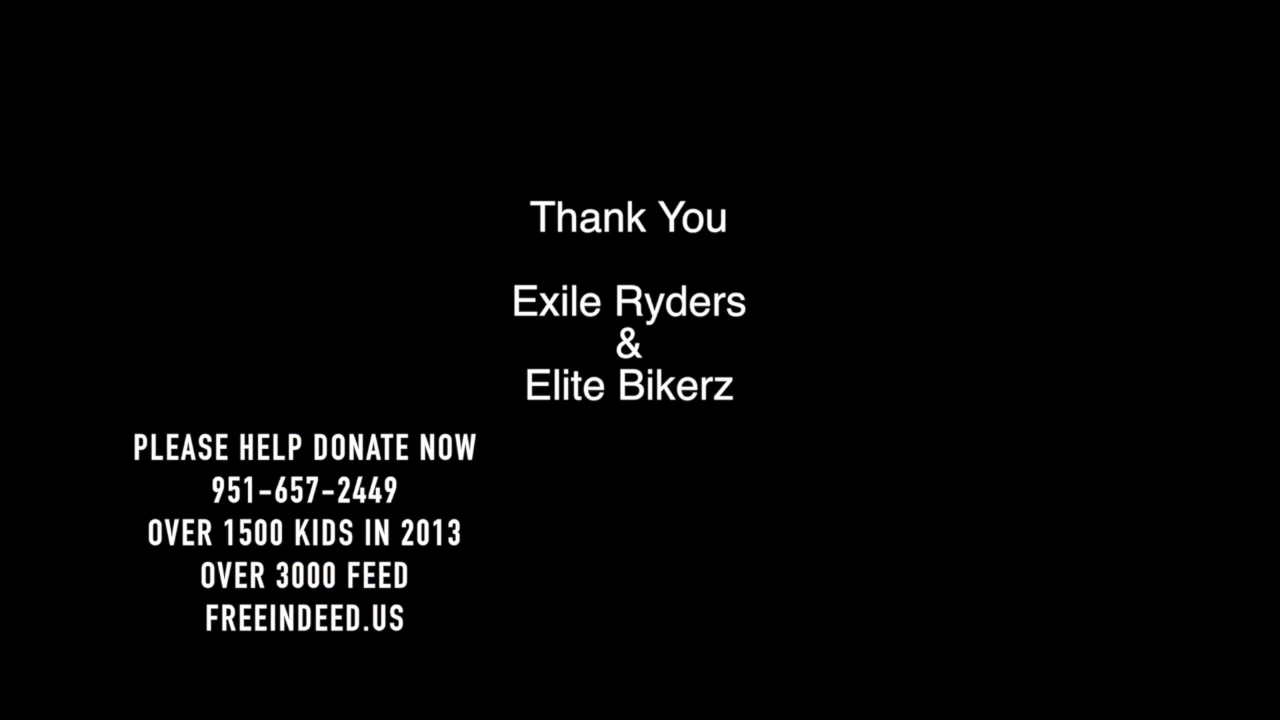 Thank You
Exile Ryders
&
Elite Bikerz
PLEASE HELP DONATE NOW
951-657-2449
OVER 1500 KIDS IN 2013
OVER 3000 FEED
FREEINDEED.US